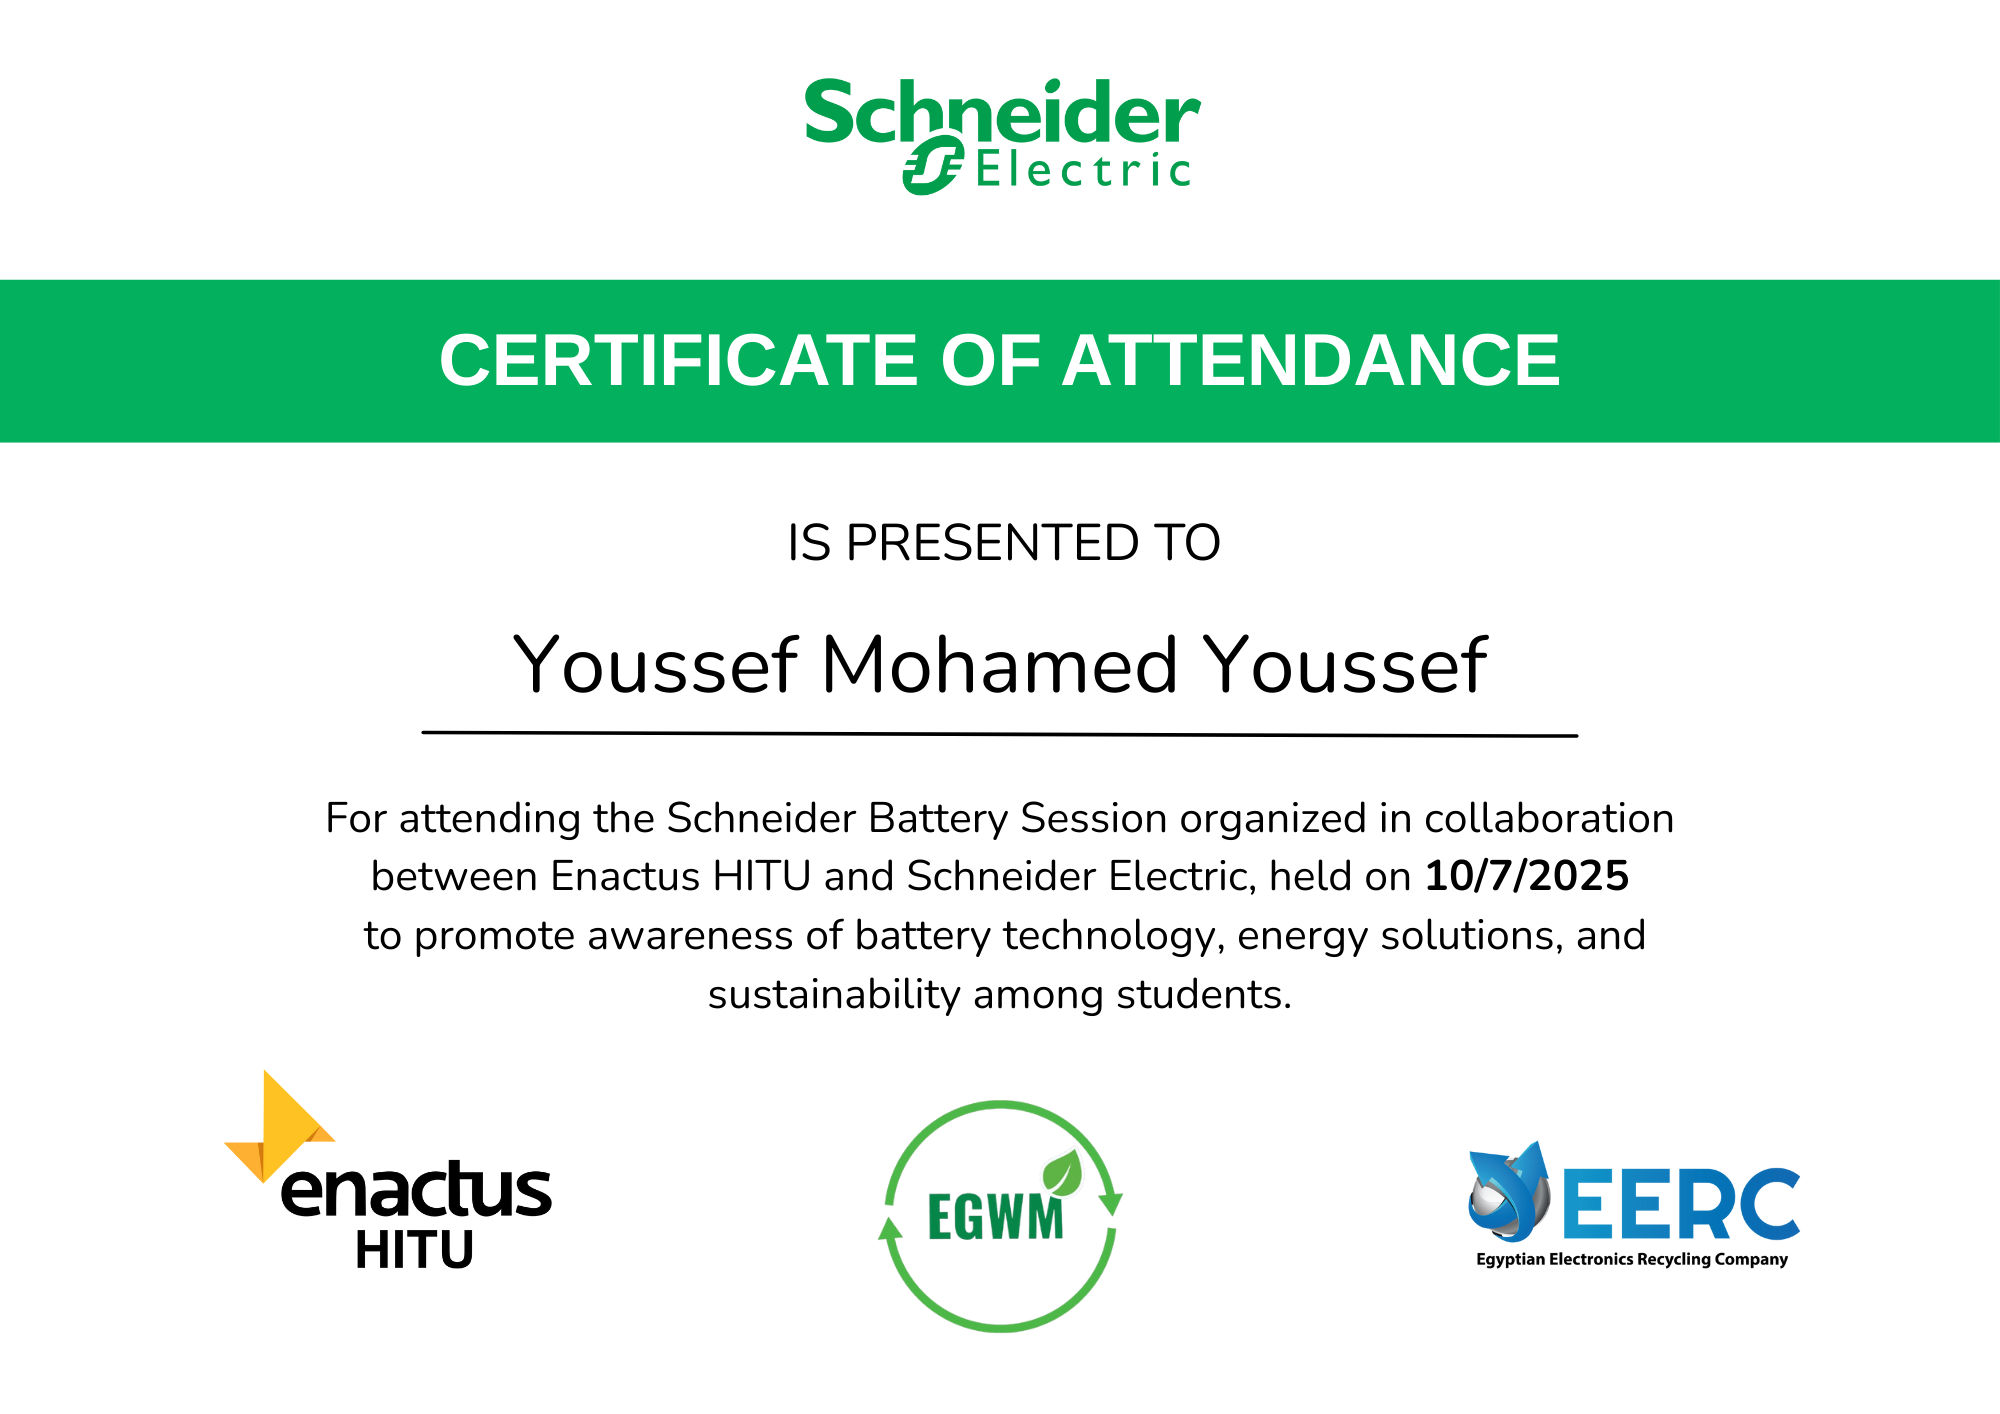 Schneider
Electric
CERTIFICATE OF ATTENDANCE
IS PRESENTED TO
Youssef Mohamed Youssef
For attending the Schneider Battery Session organized in collaboration
between Enactus HITU and Schneider Electric, held on 10/7/2025
to promote awareness of battery technology, energy solutions, and
sustainability among students.
enactus
HITU
EGWM
EERC
Egyptian Electronics Recycling Company